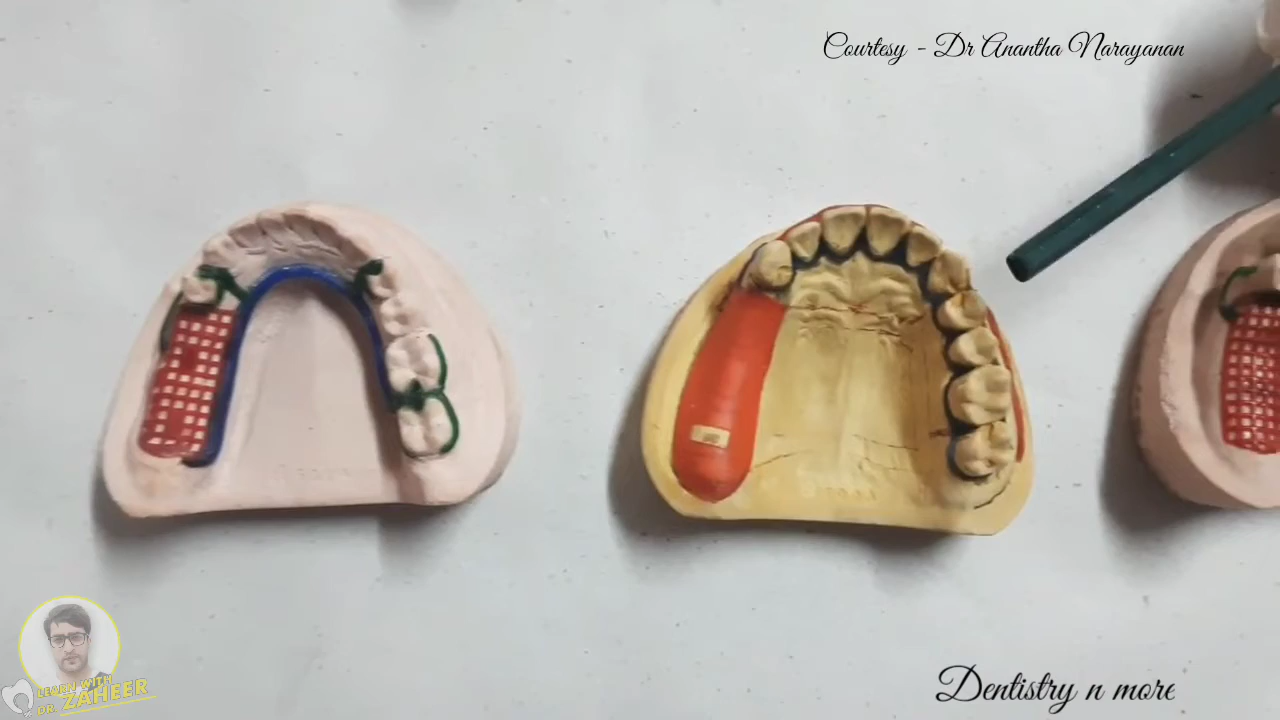 Courtesy - Dr Anantha Narayanan
LEARN WITH
DR. ZAHEER
Dentistry n more